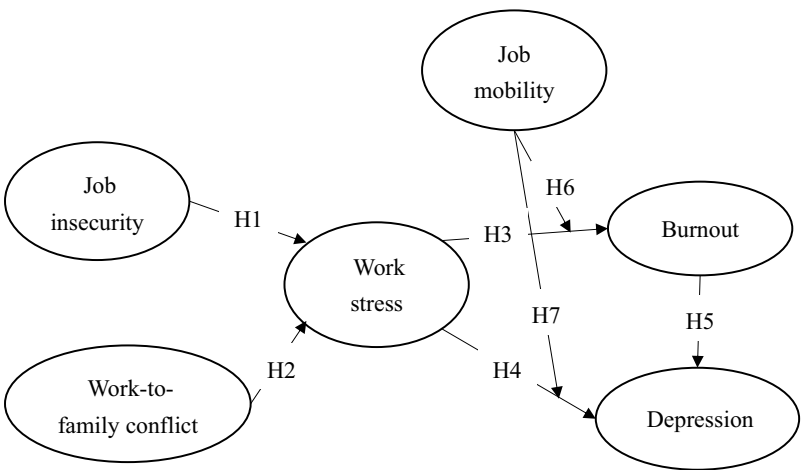 Job
mobility
Job
insecurity
H1
H6
H3
Burnout
Work
stress
H7
H5
H2
H4
Work-to-
family conflict
Depression